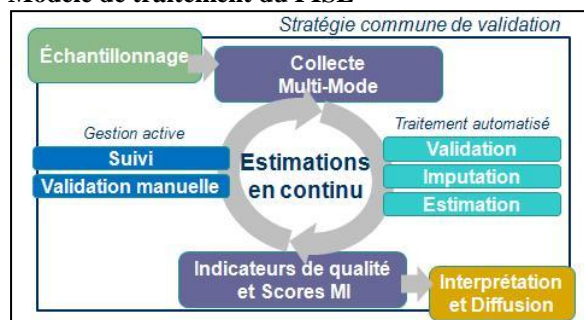 Modèle de traitement du PISE
Stratégie commune de validation
Échantillonnage
Collecte
Multi-Mode
Gestion active
Suivi
Validation manuelle
Estimations
en continu
Traitement automatisé
Validation
Imputation
Estimation
Indicateurs de qualité
et Scores MI
Interprétation
et Diffusion